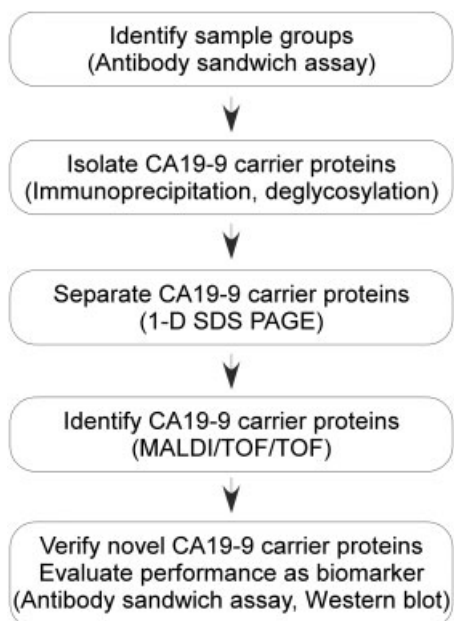 Identify sample groups
(Antibody sandwich assay)
Isolate CA19-9 carrier proteins
(Immunoprecipitation, deglycosylation)
Separate CA19-9 carrier proteins
(1-D SDS PAGE)
Identify CA19-9 carrier proteins
(MALDI/TOF/TOF)
Verify novel CA19-9 carrier proteins
Evaluate performance as biomarker
(Antibody sandwich assay, Western blot)